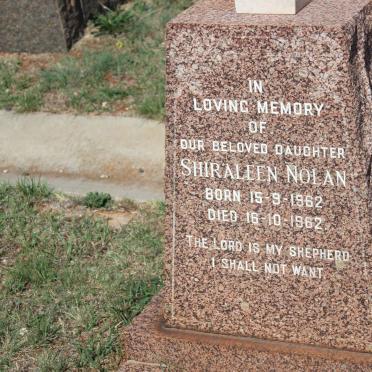 IN
LOVING MEMORY
OF
OUR BELOVED DAUGHTER
SHIRALEEN NOLAN
BORN 15-9-1962
DIED 16-10-1962
THE LORD IS MY SHEPHERD
I SHALL NOT WANT